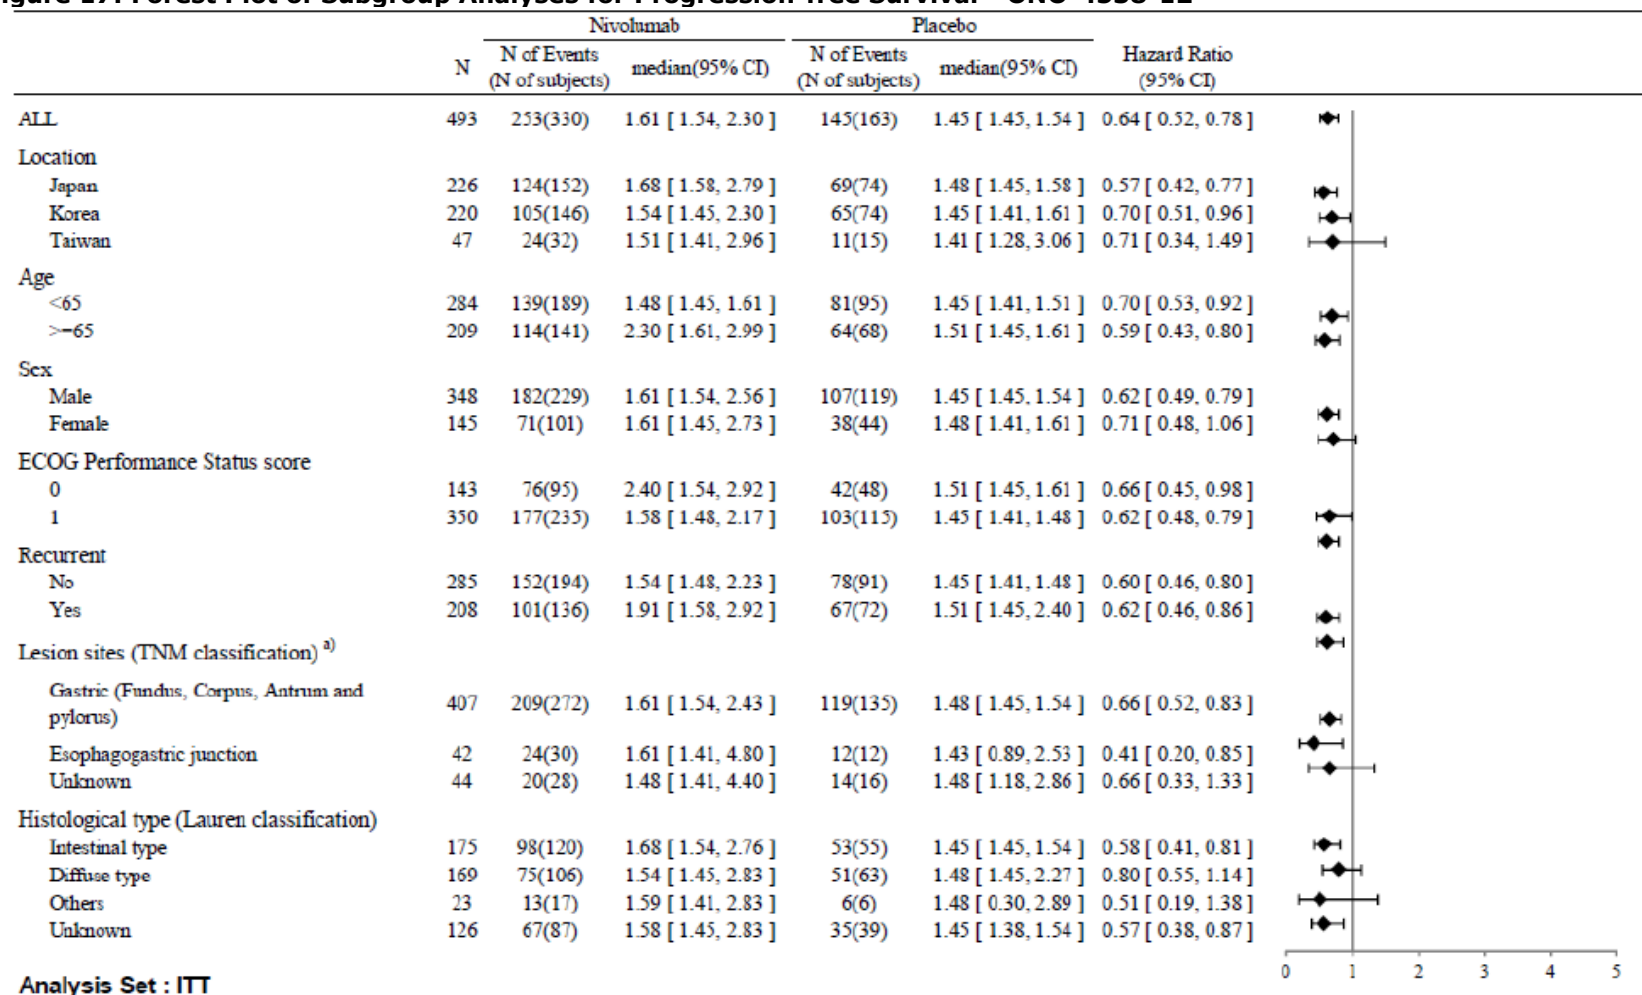 Figure 17: Forest Plot of Subgroup Analyses for Progression-free Survival - ONO-4538-12
Nivolumab Placebo
N N of Events (N of subjects) median(95% CI) N of Events (N of subjects) median(95% CI) Hazard Ratio (95% CI)
ALL 493 253(330) 1.61 [ 1.54, 2.30 ] 145(163) 1.45 [ 1.45, 1.54 ] 0.64 [ 0.52, 0.78 ]
Location
Japan 226 124(152) 1.68 [ 1.58, 2.79 ] 69(74) 1.48 [ 1.45, 1.58 ] 0.57 [ 0.42, 0.77 ]
Korea 220 105(146) 1.54 [ 1.45, 2.30 ] 65(74) 1.45 [ 1.41, 1.61 ] 0.70 [ 0.51, 0.96 ]
Taiwan 47 24(32) 1.51 [ 1.41, 2.96 ] 11(15) 1.41 [ 1.28, 3.06 ] 0.71 [ 0.34, 1.49 ]
Age
<65 284 139(189) 1.48 [ 1.45, 1.61 ] 81(95) 1.45 [ 1.41, 1.51 ] 0.70 [ 0.53, 0.92 ]
>=65 209 114(141) 2.30 [ 1.61, 2.99 ] 64(68) 1.51 [ 1.45, 1.61 ] 0.59 [ 0.43, 0.80 ]
Sex
Male 348 182(229) 1.61 [ 1.54, 2.56 ] 107(119) 1.45 [ 1.45, 1.54 ] 0.62 [ 0.49, 0.79 ]
Female 145 71(101) 1.61 [ 1.45, 2.73 ] 38(44) 1.48 [ 1.41, 1.61 ] 0.71 [ 0.48, 1.06 ]
ECOG Performance Status score
0 143 76(95) 2.40 [ 1.54, 2.92 ] 42(48) 1.51 [ 1.45, 1.61 ] 0.66 [ 0.45, 0.98 ]
1 350 177(235) 1.58 [ 1.48, 2.17 ] 103(115) 1.45 [ 1.41, 1.48 ] 0.62 [ 0.48, 0.79 ]
Recurrent
No 285 152(194) 1.54 [ 1.48, 2.23 ] 78(91) 1.45 [ 1.41, 1.48 ] 0.60 [ 0.46, 0.80 ]
Yes 208 101(136) 1.91 [ 1.58, 2.92 ] 67(72) 1.51 [ 1.45, 2.40 ] 0.62 [ 0.46, 0.86 ]
Lesion sites (TNM classification) a)
Gastric (Fundus, Corpus, Antrum and pylorus) 407 209(272) 1.61 [ 1.54, 2.43 ] 119(135) 1.48 [ 1.45, 1.54 ] 0.66 [ 0.52, 0.83 ]
Esophagogastric junction 42 24(30) 1.61 [ 1.41, 4.80 ] 12(12) 1.43 [ 0.89, 2.53 ] 0.41 [ 0.20, 0.85 ]
Unknown 44 20(28) 1.48 [ 1.41, 4.40 ] 14(16) 1.48 [ 1.18, 2.86 ] 0.66 [ 0.33, 1.33 ]
Histological type (Lauren classification)
Intestinal type 175 98(120) 1.68 [ 1.54, 2.76 ] 53(55) 1.45 [ 1.45, 1.54 ] 0.58 [ 0.41, 0.81 ]
Diffuse type 169 75(106) 1.54 [ 1.45, 2.83 ] 51(63) 1.48 [ 1.45, 2.27 ] 0.80 [ 0.55, 1.14 ]
Others 23 13(17) 1.59 [ 1.41, 2.83 ] 6(6) 1.48 [ 0.30, 2.89 ] 0.51 [ 0.19, 1.38 ]
Unknown 126 67(87) 1.58 [ 1.45, 2.83 ] 35(39) 1.45 [ 1.38, 1.54 ] 0.57 [ 0.38, 0.87 ]
0 1 2 3 4 5
Analysis Set : ITT